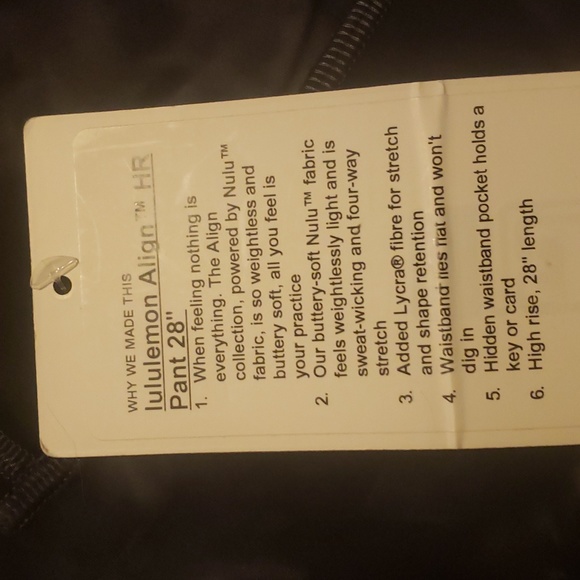 WHY WE MADE THIS
lululemon Align™ HR
Pant 28"
1. When feeling nothing is
everything. The Align
collection, powered by Nulu™
fabric, is so weightless and
buttery soft, all you feel is
your practice
2. Our buttery-soft Nulu™ fabric
feels weightlessly light and is
sweat-wicking and four-way
stretch
3. Added Lycra® fibre for stretch
and shape retention
4. Waistband lies flat and won't
dig in
5. Hidden waistband pocket holds a
key or card
6. High rise, 28" length